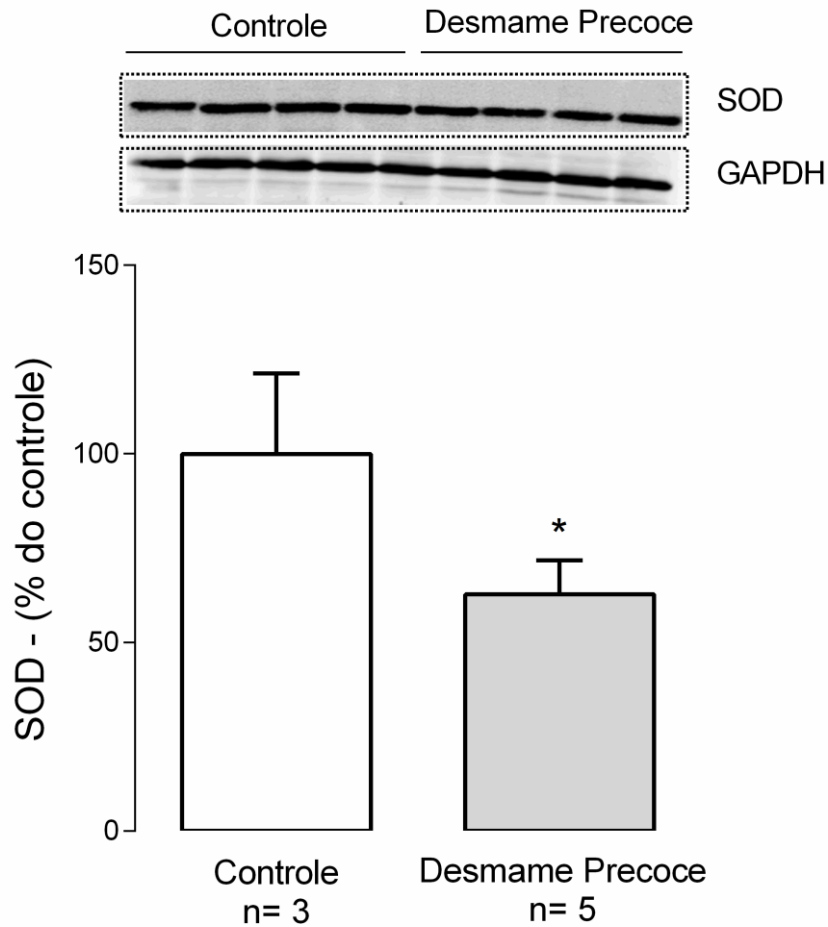 Controle
Desmame Precoce
SOD
GAPDH
150
100
50
0
SOD - (% do controle)
*
Controle
n= 3
Desmame Precoce
n= 5